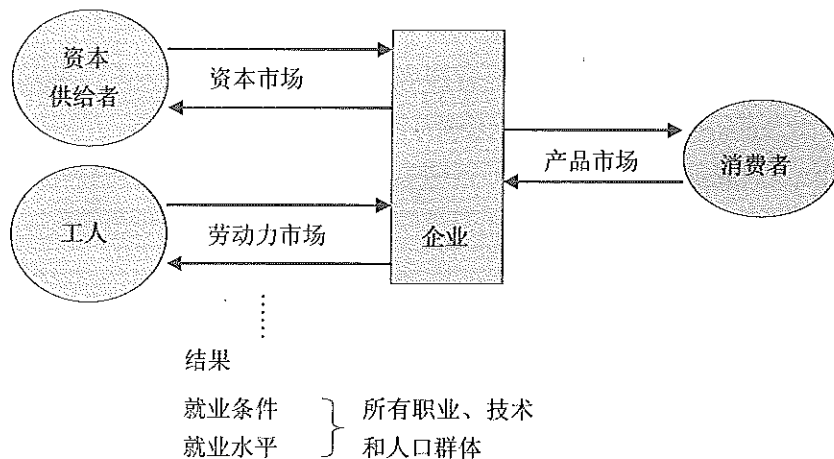 资本
供给者
资本市场
工人
劳动力市场
企业
产品市场
消费者
结果
就业条件
就业水平
所有职业、技术
和人口群体